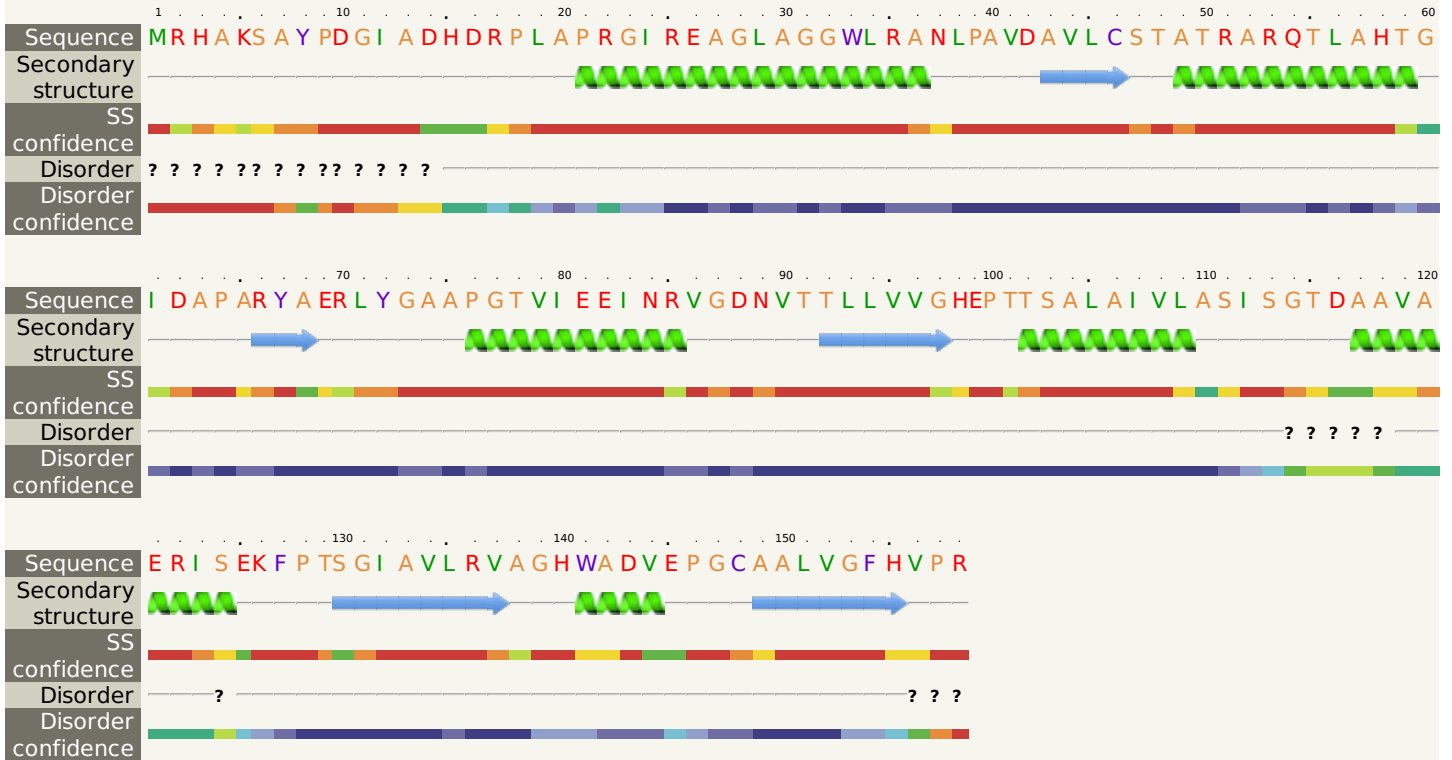 1 10 20 30 40 50 60
Sequence MRHAKSAYPDGIADHDRPLAPRGIREAGLAGGWLRANLPAVDAVLCSTATRARQTLAHTG
Secondary
structure
SS
confidence
Disorder ? ? ? ? ? ? ? ? ? ? ? ? ? ?
Disorder
confidence
70 80 90 100 110 120
Sequence IDAPARYAERLYGAAPGTVIEEINRVGDNVTTLLVVGHEPTTSALAIVLASISGTDAAVA
Secondary
structure
SS
confidence
Disorder ? ? ? ? ?
Disorder
confidence
130 140 150
Sequence ERISEKFPTSGIAVLRVAGHWADVEPGCAALVGFHVPR
Secondary
structure
SS
confidence
Disorder ? ? ? ?
Disorder
confidence